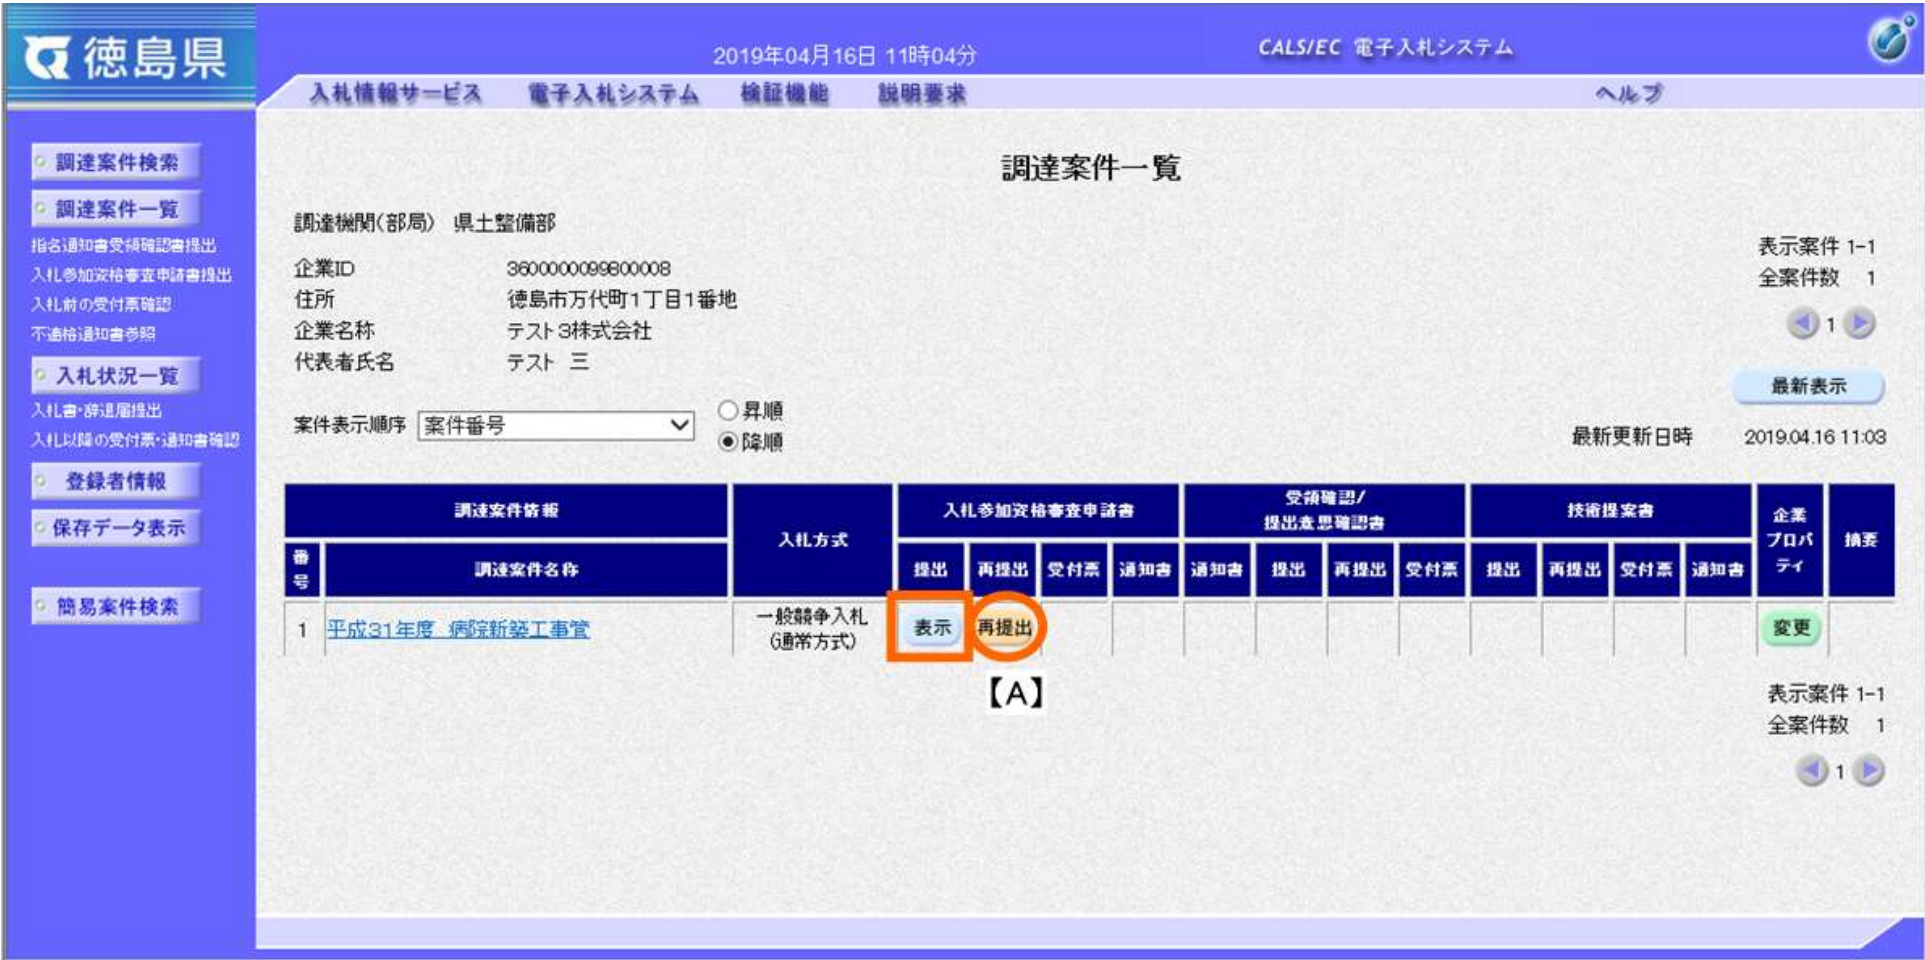 徳島県
2019年04月16日 11時04分
CALS/EC 電子入札システム
入札情報サービス 電子入札システム 検証機能 説明要求 ヘルプ
調達案件検索
調達案件一覧
指名通知書受領確認書提出
入札参加資格審査申請書提出
入札前の受付票確認
不適格通知書参照
入札状況一覧
入札書・辞退届提出
入札以降の受付票・通知書確認
登録者情報
保存データ表示
簡易案件検索
調達案件一覧
調達機関(部局) 県土整備部
企業ID 3600000099800008
住所 徳島市万代町1丁目1番地
企業名称 テスト3株式会社
代表者氏名 テスト 三
表示案件 1-1
全案件数 1
1
最新表示
案件表示順序 案件番号
昇順
降順
最新更新日時 2019.04.16 11:03
調達案件情報 入札方式 入札参加資格審査申請書 受領確認/
提出意思確認書 技術提案書 企業
プロパ
ティ 摘要
番
号 調達案件名称 提出 再提出 受付票 通知書 通知書 提出 再提出 受付票 提出 再提出 受付票 通知書
1 平成31年度 病院新築工事管 一般競争入札
(通常方式) 表示 再提出 変更
【A】
表示案件 1-1
全案件数 1
1